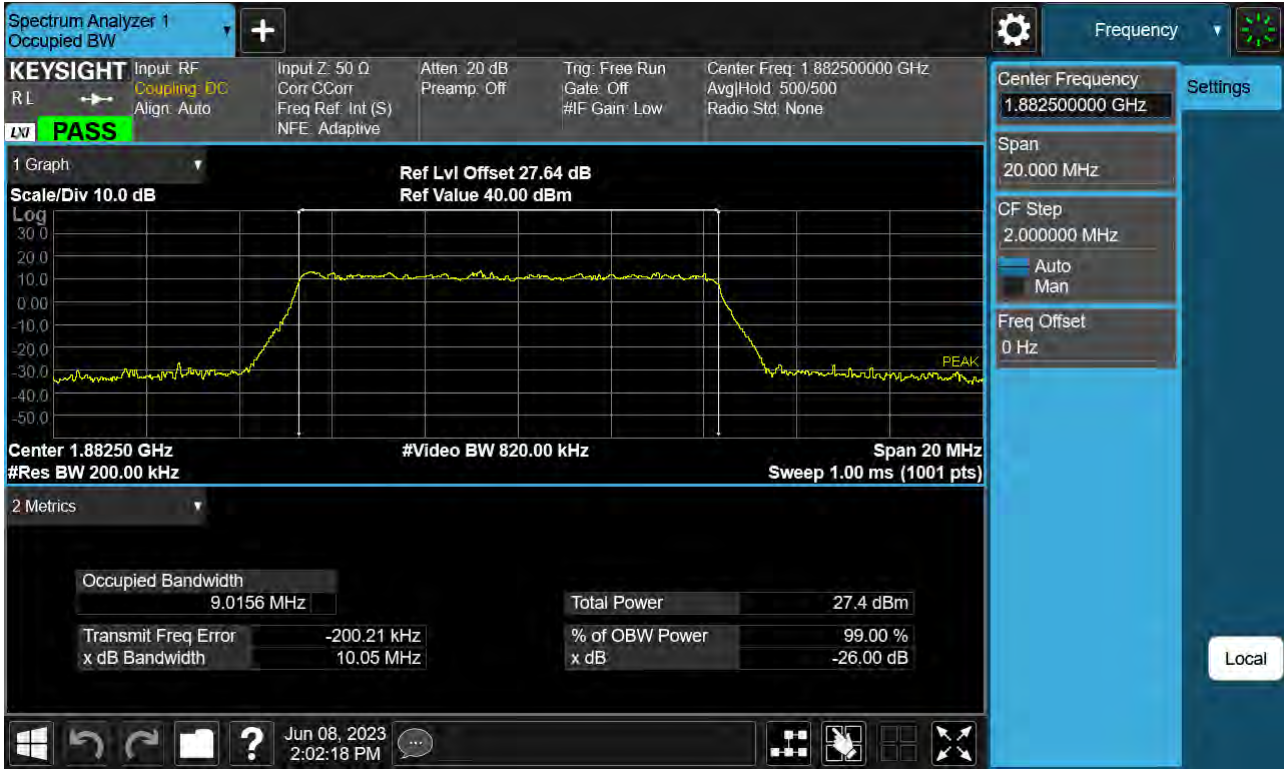 Spectrum Analyzer 1
Occupied BW
Frequency
KEYSIGHT
RL
LXI
PASS
Input: RF
Coupling: DC
Align: Auto
Input Z: 50 Ω
Corr CCorr
Freq Ref: Int (S)
NFE: Adaptive
Atten: 20 dB
Preamp: Off
Trig: Free Run
Gate: Off
#IF Gain: Low
Center Freq: 1.882500000 GHz
Avg|Hold: 500/500
Radio Std: None
Center Frequency
1.882500000 GHz
Settings
Span
20.000 MHz
CF Step
2.000000 MHz
Auto
Man
Freq Offset
0 Hz
1 Graph
Scale/Div 10.0 dB
Ref Lvl Offset 27.64 dB
Ref Value 40.00 dBm
Log
30.0
20.0
10.0
0.00
-10.0
-20.0
-30.0
-40.0
-50.0
PEAK
Center 1.88250 GHz
#Video BW 820.00 kHz
Span 20 MHz
#Res BW 200.00 kHz
Sweep 1.00 ms (1001 pts)
2 Metrics
Occupied Bandwidth
9.0156 MHz
Total Power 27.4 dBm
Transmit Freq Error -200.21 kHz
% of OBW Power 99.00 %
x dB Bandwidth 10.05 MHz
x dB -26.00 dB
Local
?
Jun 08, 2023
2:02:18 PM